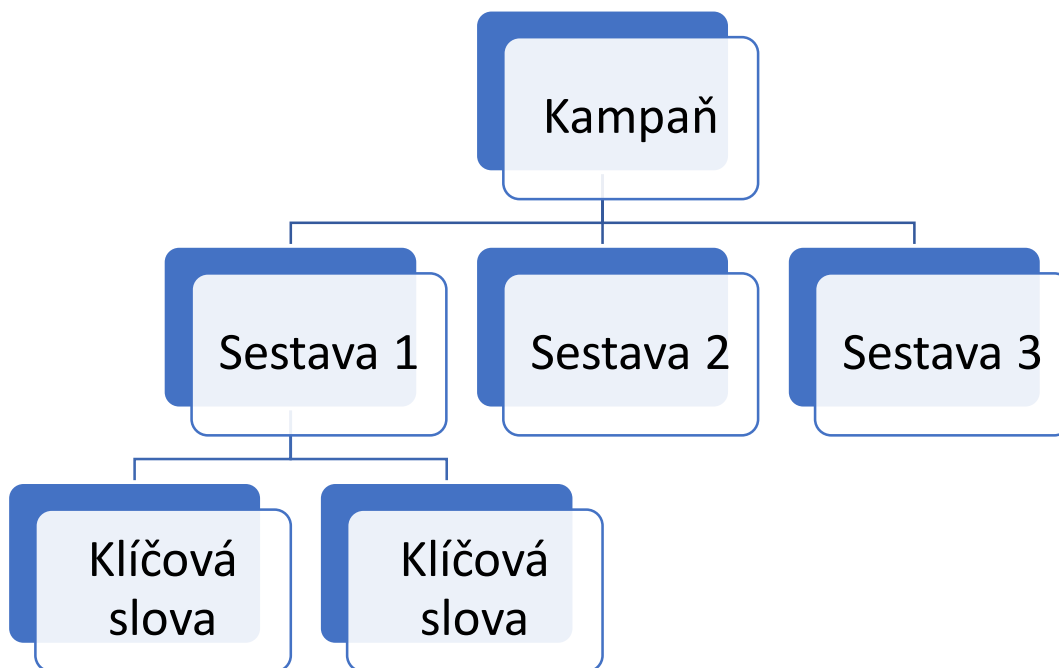 Kampaň
Sestava 1
Sestava 2
Sestava 3
Klíčová
slova
Klíčová
slova